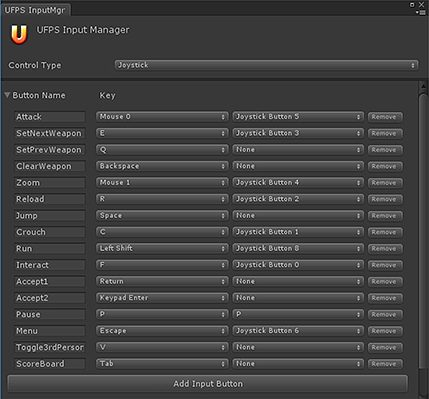 UFPS InputMgr
UFPS Input Manager
Control Type Joystick
Button Name Key
Attack Mouse 0 Joystick Button 5 Remove
SetNextWeapon E Joystick Button 3 Remove
SetPrevWeapon Q None Remove
ClearWeapon Backspace None Remove
Zoom Mouse 1 Joystick Button 4 Remove
Reload R Joystick Button 2 Remove
Jump Space None Remove
Crouch C Joystick Button 1 Remove
Run Left Shift Joystick Button 8 Remove
Interact F Joystick Button 0 Remove
Accept1 Return None Remove
Accept2 Keypad Enter None Remove
Pause P P Remove
Menu Escape Joystick Button 6 Remove
Toggle3rdPerson V None Remove
ScoreBoard Tab None Remove
Add Input Button